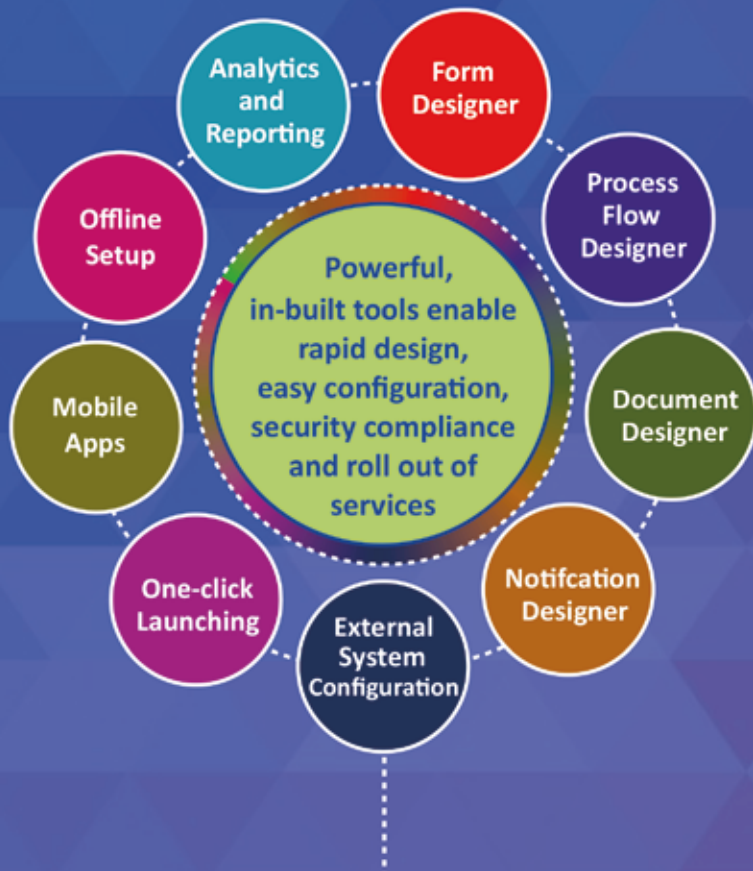 Analytics
and
Reporting
Form
Designer
Process
Flow
Designer
Offline
Setup
Powerful,
in-built tools enable
rapid design,
easy configuration,
security compliance
and roll out of
services
Mobile
Apps
Document
Designer
One-click
Launching
Notifcation
Designer
External
System
Configuration